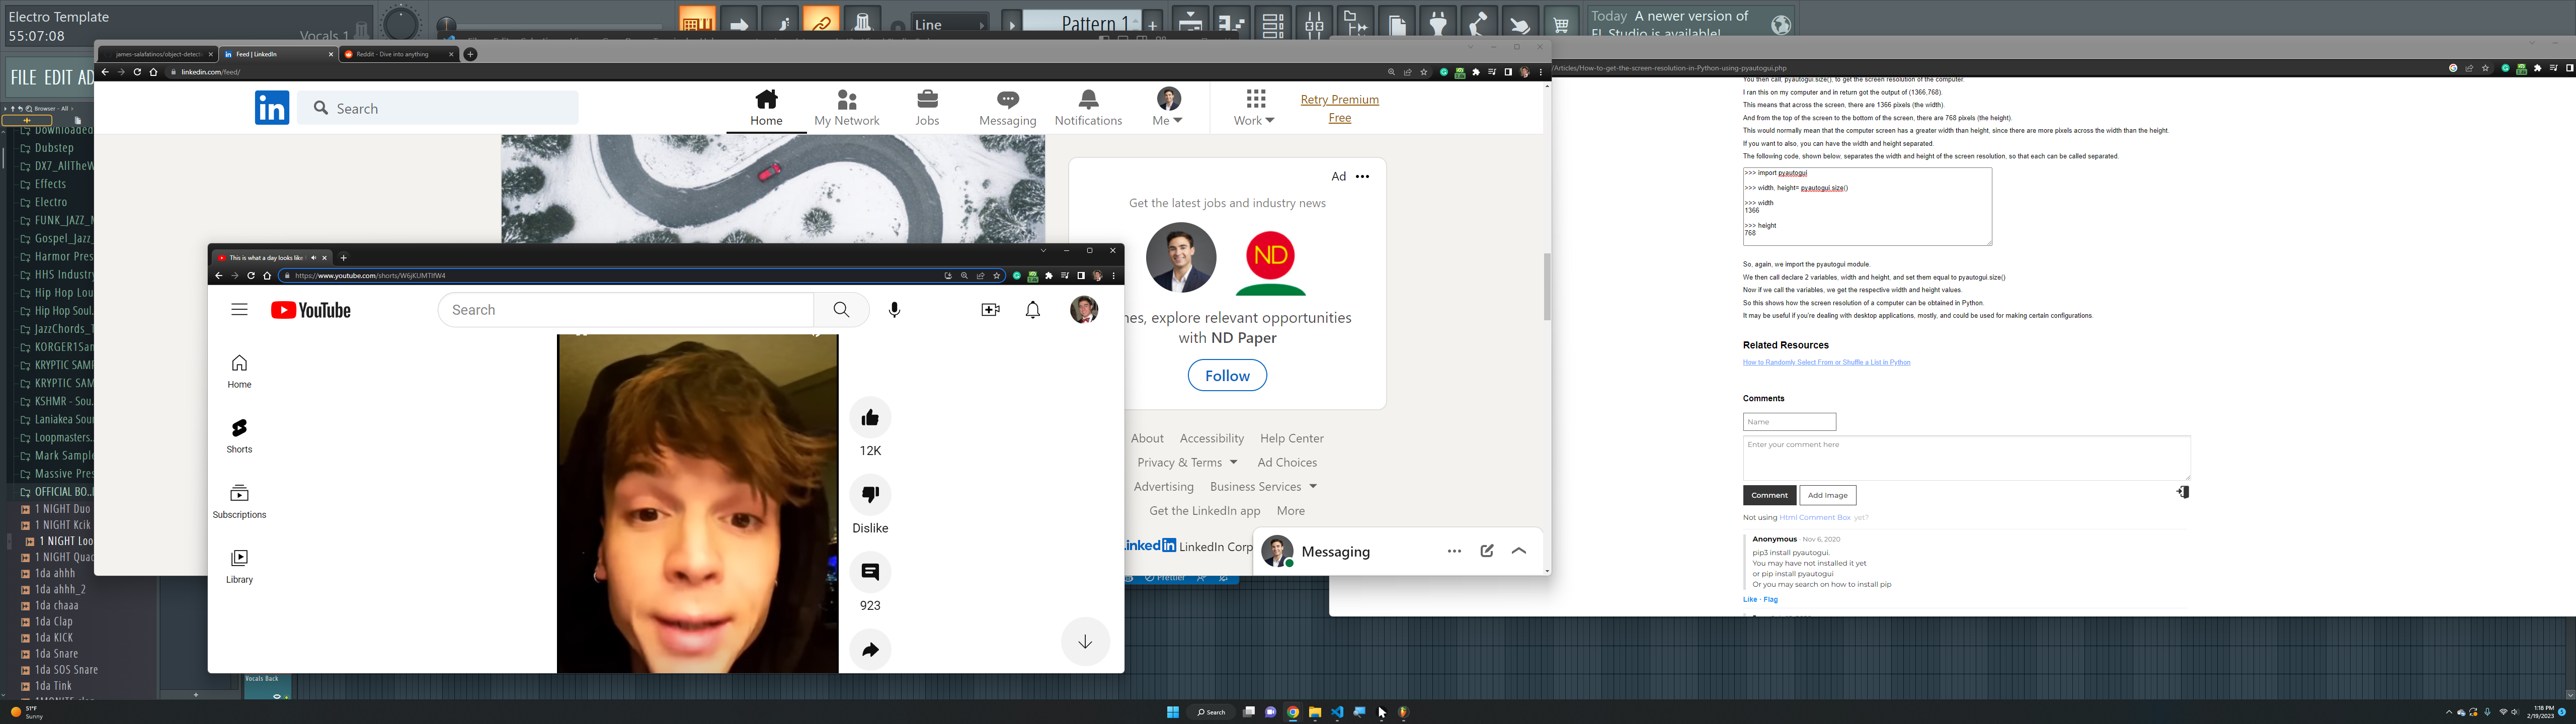 Electro Template
55:07:08
Vocals 1
Line
Pattern 1
Today A newer version of
FL Studio is available!
FILE EDIT AD
Browser - All
Downloaded
Dubstep
DX7_AllTheW
Effects
Electro
FUNK_JAZZ_
Gospel_Jazz_
Harmor Pres
HHS Industry
Hip Hop Lou
Hip Hop Soul.
JazzChords_
KORGER1San
KRYPTIC SAMP
KRYPTIC SAM
KSHMR - Sou.
Laniakea Sour
Loopmasters.
Mark Sample
Massive Pres
OFFICIAL BO..
1 NIGHT Duo
1 NIGHT Kcik
1 NIGHT Loo
1 NIGHT Quac
1da ahhh
1da ahhh_2
1da chaaa
1da Clap
1da KICK
1da Snare
1da SOS Snare
1da Tink
Vocals Back
james-salafatinos/object-detect
Feed | LinkedIn
Reddit - Dive into anything
linkedin.com/feed/
Search
Home
My Network
Jobs
Messaging
Notifications
Me
Work
Retry Premium
Free
Ad
Get the latest jobs and industry news
ND
nes, explore relevant opportunities
with ND Paper
Follow
About Accessibility Help Center
Privacy & Terms Ad Choices
Advertising Business Services
Get the LinkedIn app More
Linkedin LinkedIn Corp
Messaging
Prettier
This is what a day looks like
https://www.youtube.com/shorts/W6jKUMTlfW4
YouTube
Search
Home
Shorts
Subscriptions
Library
12K
Dislike
923
/Articles/How-to-get-the-screen-resolution-in-Python-using-pyautogui.php
You then call, pyautogui.size(), to get the screen resolution of the computer.
I ran this on my computer and in return got the output of (1366,768).
This means that across the screen, there are 1366 pixels (the width).
And from the top of the screen to the bottom of the screen, there are 768 pixels (the height).
This would normally mean that the computer screen has a greater width than height, since there are more pixels across the width than the height.
If you want to also, you can have the width and height separated.
The following code, shown below, separates the width and height of the screen resolution, so that each can be called separated.
>>> import pyautogui
>>> width, height= pyautogui.size()
>>> width
1366
>>> height
768
So, again, we import the pyautogui module.
We then call declare 2 variables, width and height, and set them equal to pyautogui.size()
Now if we call the variables, we get the respective width and height values.
So this shows how the screen resolution of a computer can be obtained in Python.
It may be useful if you're dealing with desktop applications, mostly, and could be used for making certain configurations.
Related Resources
How to Randomly Select From or Shuffle a List in Python
Comments
Name
Enter your comment here
Comment
Add Image
Not using Html Comment Box yet?
Anonymous · Nov 6, 2020
pip3 install pyautogui.
You may have not installed it yet
or pip install pyautogui
Or you may search on how to install pip
Like · Flag
51°F
Sunny
Search
1:18 PM
2/19/2023